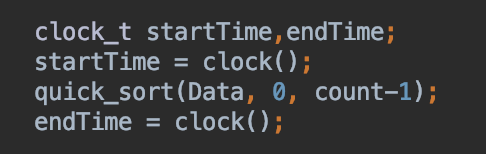 clock_t startTime,endTime;
startTime = clock();
quick_sort(Data, 0, count-1);
endTime = clock();